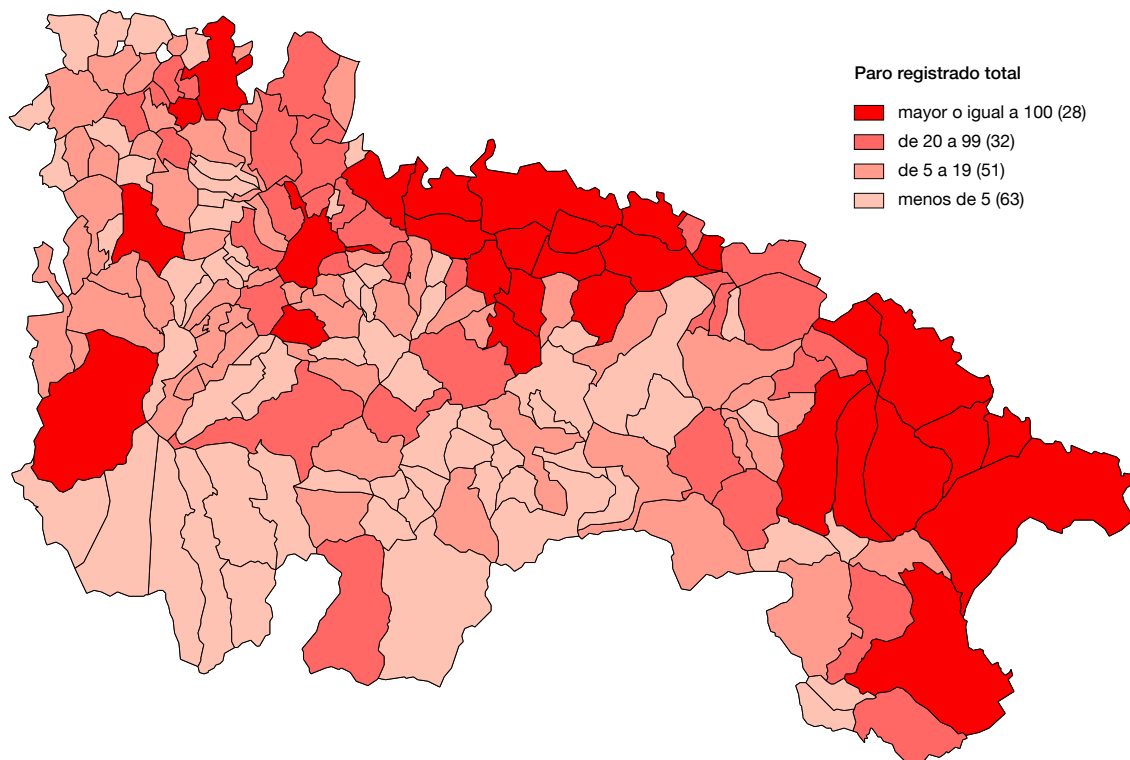 Paro registrado total
mayor o igual a 100 (28)
de 20 a 99 (32)
de 5 a 19 (51)
menos de 5 (63)